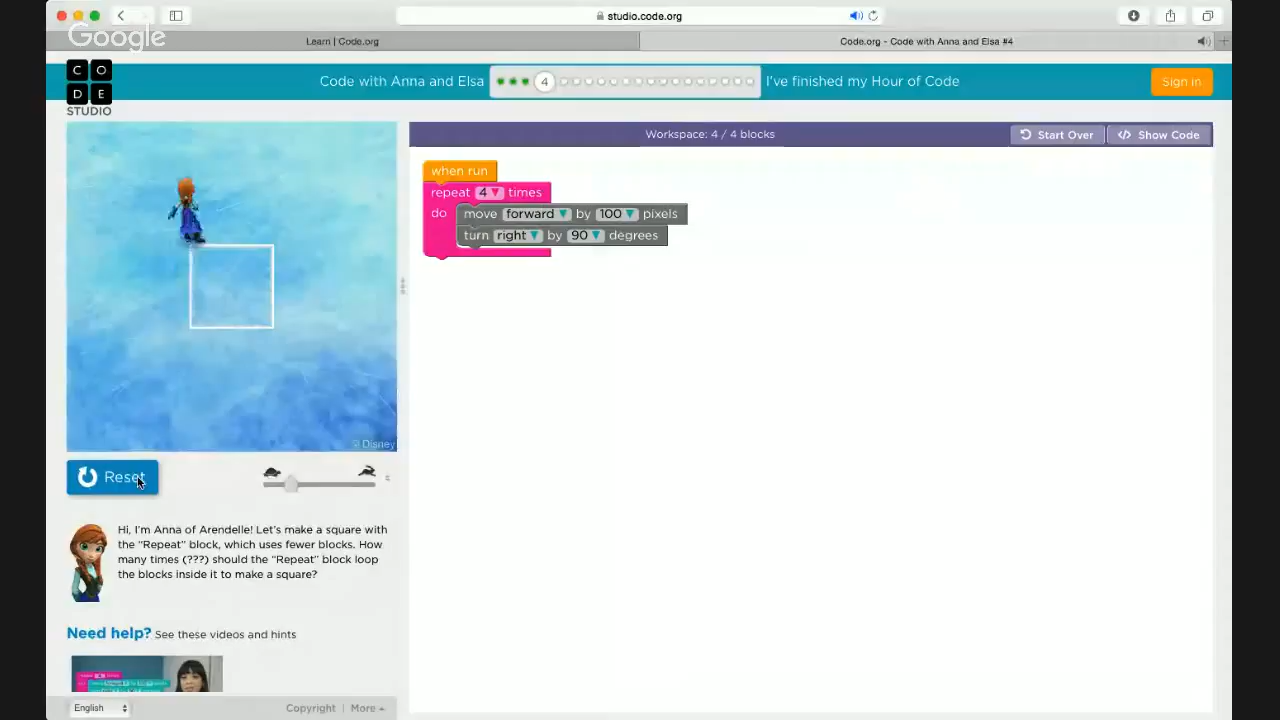 studio.code.org
Google
Learn | Code.org
Code.org - Code with Anna and Elsa #4
C O
D E
STUDIO
Code with Anna and Elsa
4
I've finished my Hour of Code
Sign in
Workspace: 4 / 4 blocks
Start Over
</> Show Code
when run
repeat 4 times
do
move forward by 100 pixels
turn right by 90 degrees
© Disney
Reset
Hi, I'm Anna of Arendelle! Let's make a square with
the "Repeat" block, which uses fewer blocks. How
many times (???) should the "Repeat" block loop
the blocks inside it to make a square?
Need help? See these videos and hints
English
Copyright | More